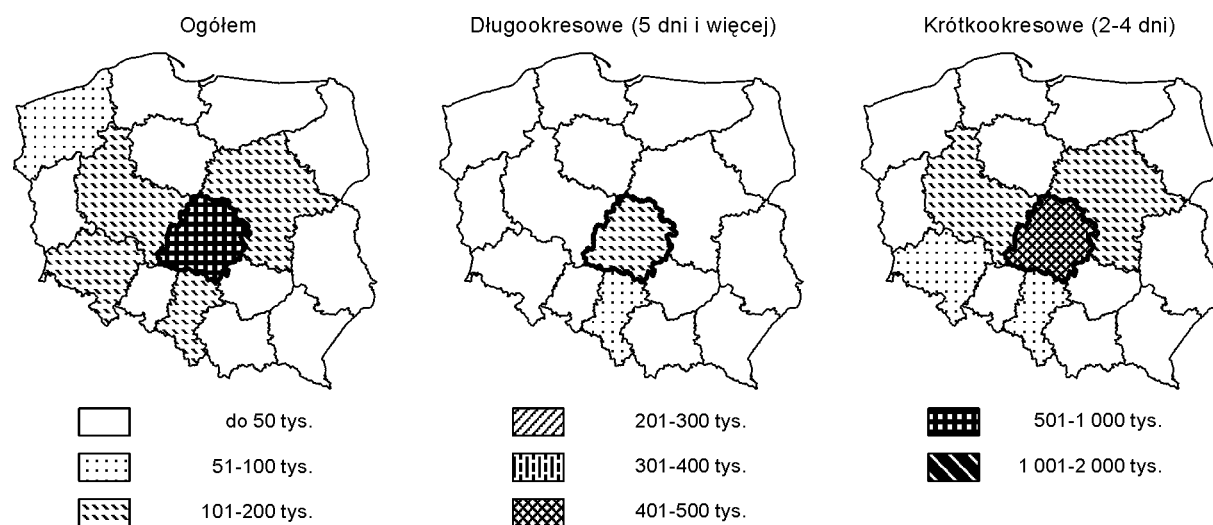 Ogółem
Długookresowe (5 dni i więcej)
Krótkookresowe (2-4 dni)
do 50 tys.
201-300 tys.
501-1 000 tys.
51-100 tys.
301-400 tys.
1 001-2 000 tys.
101-200 tys.
401-500 tys.